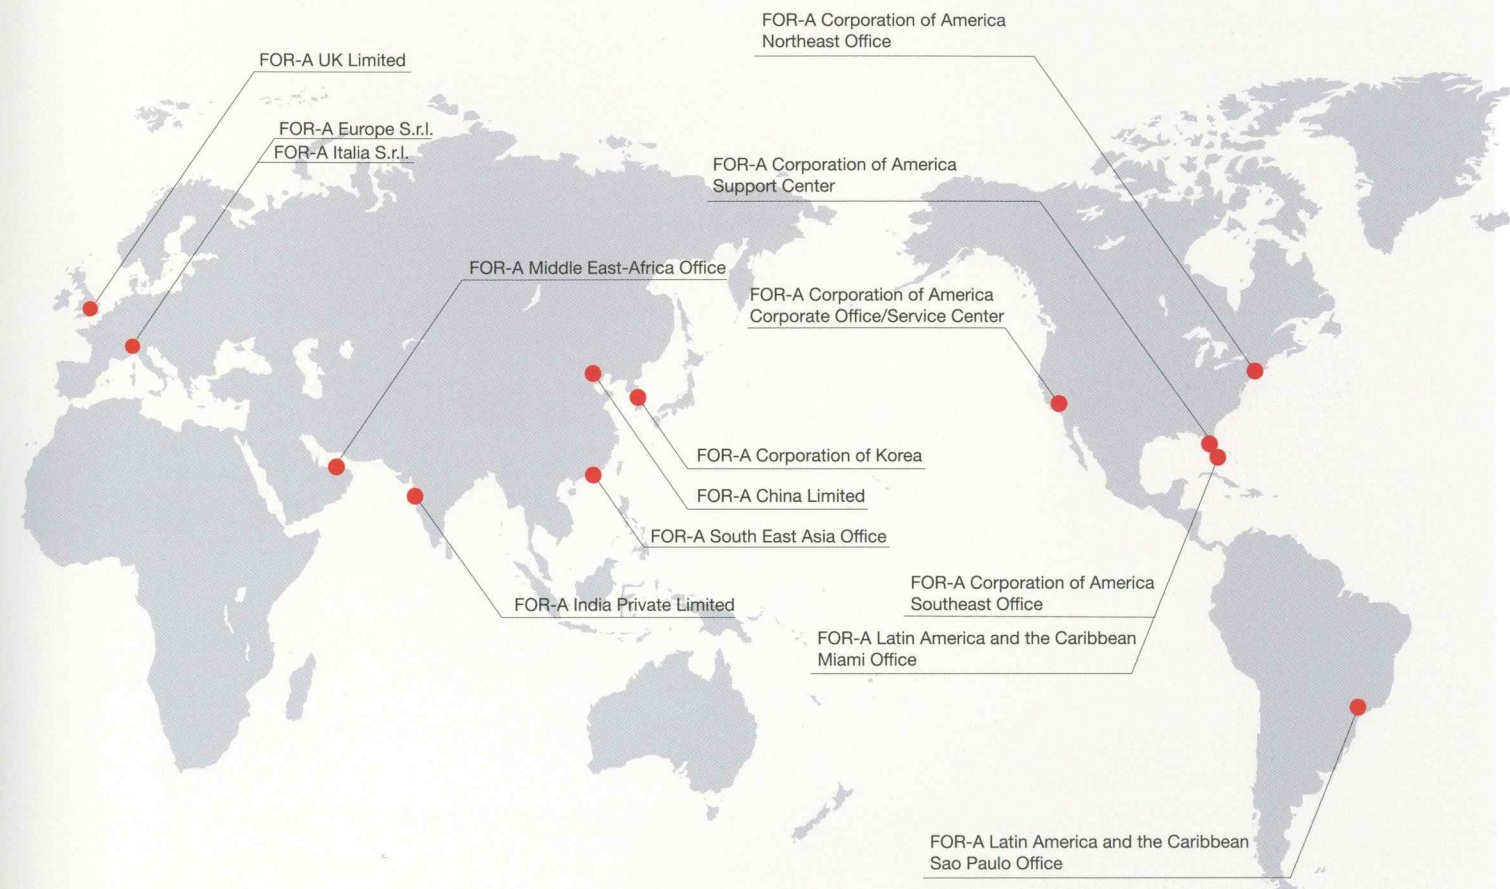 FOR-A Corporation of America
Northeast Office
FOR-A UK Limited
FOR-A Europe S.r.l.
FOR-A Italia S.r.l.
FOR-A Corporation of America
Support Center
FOR-A Middle East-Africa Office
FOR-A Corporation of America
Corporate Office/Service Center
FOR-A Corporation of Korea
FOR-A China Limited
FOR-A South East Asia Office
FOR-A India Private Limited
FOR-A Corporation of America
Southeast Office
FOR-A Latin America and the Caribbean
Miami Office
FOR-A Latin America and the Caribbean
Sao Paulo Office